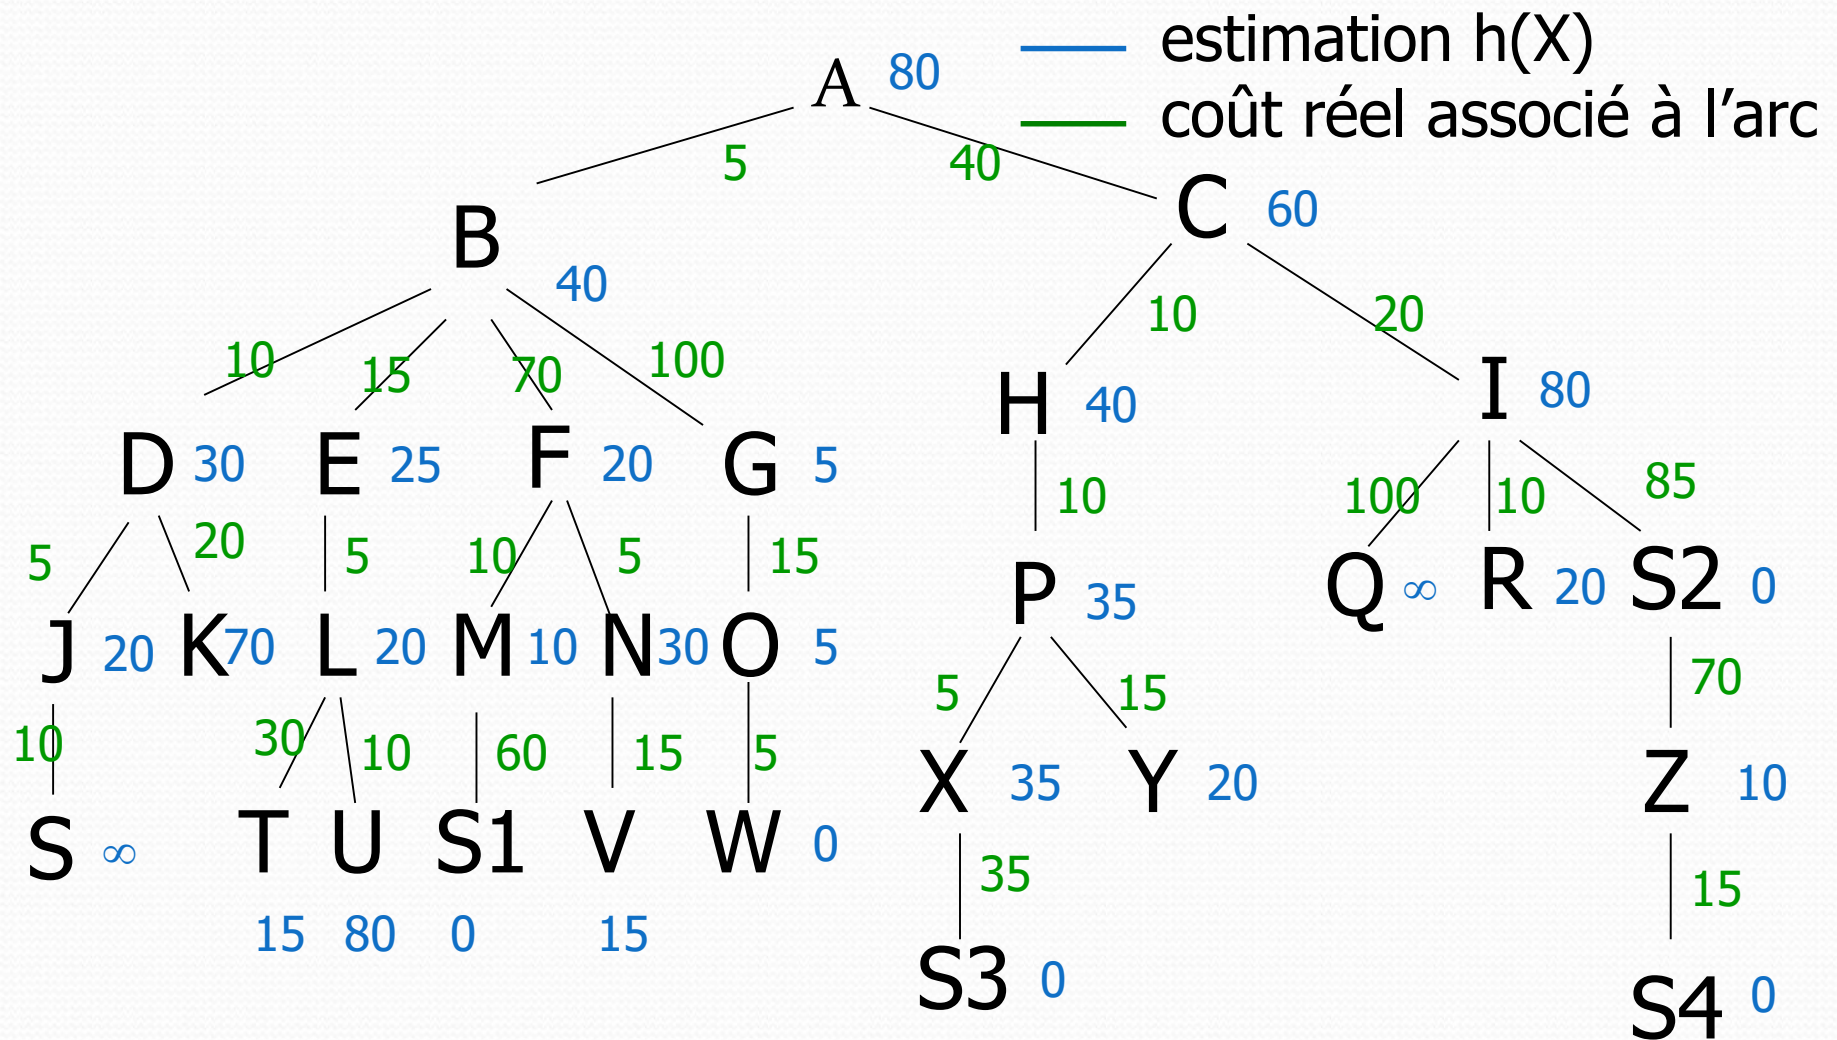 estimation h(X)
A 80
coût réel associé à l’arc
5 40
C 60
B
40
10 20
10 15 70 100
I 80
H 40
D 30 E 25 F 20 G 5
85
100 10
10
20
5 5 10 5 15
Q ∞ R 20 S2 0
P 35
J 20 K 70 L 20 M 10 N 30 O 5
70
5 15
30 10 60 15 5
10
X 35 Y 20 Z 10
S ∞ T U S1 V W 0
35
15
15 80 0 15
S3 0
S4 0